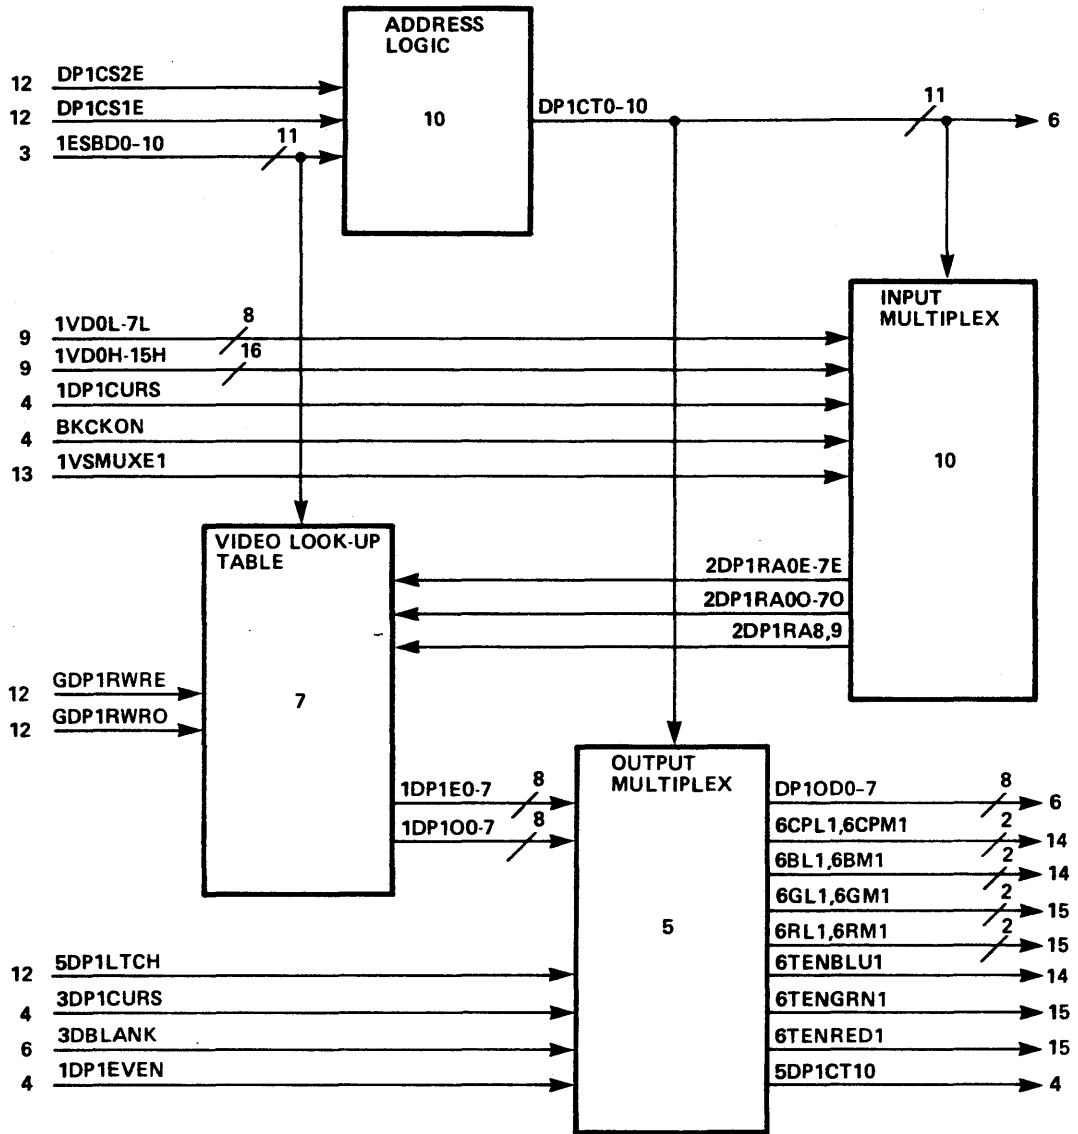 ADDRESS
LOGIC
10
12 DP1CS2E
12 DP1CS1E
3 1ESBD0-10 11
DP1CT0-10 11 6
INPUT
MULTIPLEX
10
9 1VD0L-7L 8
9 1VD0H-15H 16
4 1DP1CURS
4 BKCKON
13 1VSMUXE1
VIDEO LOOK-UP
TABLE
7
2DP1RA0E-7E
2DP1RA0O-7O
2DP1RA8,9
12 GDP1RWRE
12 GDP1RWRO
1DP1E0-7 8
1DP1O0-7 8
OUTPUT
MULTIPLEX
5
DP1OD0-7 8 6
6CPL1,6CPM1 2 14
6BL1,6BM1 2 14
6GL1,6GM1 2 15
6RL1,6RM1 2 15
6TENBLU1 14
6TENGRN1 15
6TENRED1 15
5DP1CT10 4
12 5DP1LTCH
4 3DP1CURS
6 3DBLANK
4 1DP1EVEN